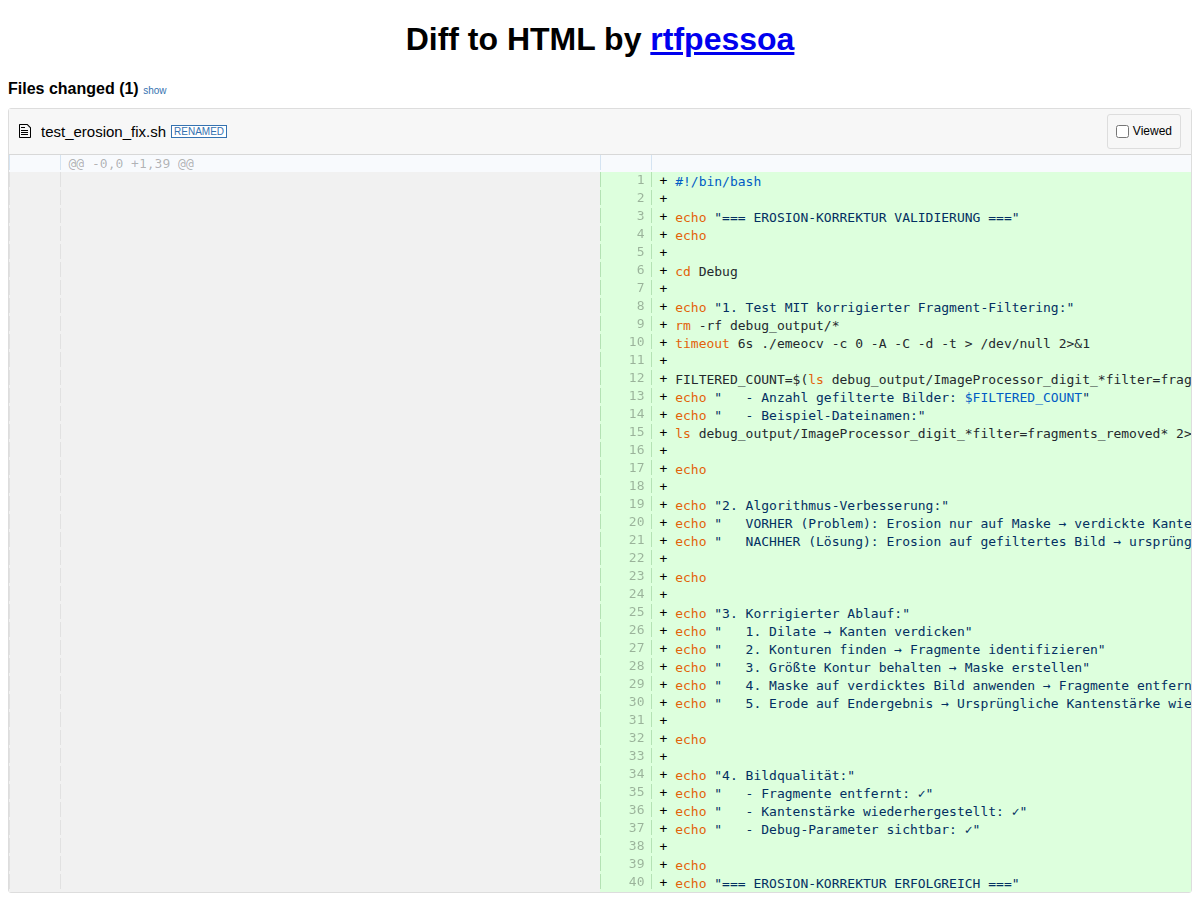 Diff to HTML by rtfpessoa
Files changed (1) show
test_erosion_fix.sh RENAMED Viewed
@@ -0,0 +1,39 @@
1 + #!/bin/bash
2 +
3 + echo "=== EROSION-KORREKTUR VALIDIERUNG ==="
4 + echo
5 +
6 + cd Debug
7 +
8 + echo "1. Test MIT korrigierter Fragment-Filtering:"
9 + rm -rf debug_output/*
10 + timeout 6s ./emeocv -c 0 -A -C -d -t > /dev/null 2>&1
11 +
12 + FILTERED_COUNT=$(ls debug_output/ImageProcessor_digit_*filter=frag
13 + echo "   - Anzahl gefilterte Bilder: $FILTERED_COUNT"
14 + echo "   - Beispiel-Dateinamen:"
15 + ls debug_output/ImageProcessor_digit_*filter=fragments_removed* 2>
16 +
17 + echo
18 +
19 + echo "2. Algorithmus-Verbesserung:"
20 + echo "   VORHER (Problem): Erosion nur auf Maske → verdickte Kante
21 + echo "   NACHHER (Lösung): Erosion auf gefiltertes Bild → ursprüng
22 +
23 + echo
24 +
25 + echo "3. Korrigierter Ablauf:"
26 + echo "   1. Dilate → Kanten verdicken"
27 + echo "   2. Konturen finden → Fragmente identifizieren"
28 + echo "   3. Größte Kontur behalten → Maske erstellen"
29 + echo "   4. Maske auf verdicktes Bild anwenden → Fragmente entfern
30 + echo "   5. Erode auf Endergebnis → Ursprüngliche Kantenstärke wie
31 +
32 + echo
33 +
34 + echo "4. Bildqualität:"
35 + echo "   - Fragmente entfernt: ✓"
36 + echo "   - Kantenstärke wiederhergestellt: ✓"
37 + echo "   - Debug-Parameter sichtbar: ✓"
38 +
39 + echo
40 + echo "=== EROSION-KORREKTUR ERFOLGREICH ==="